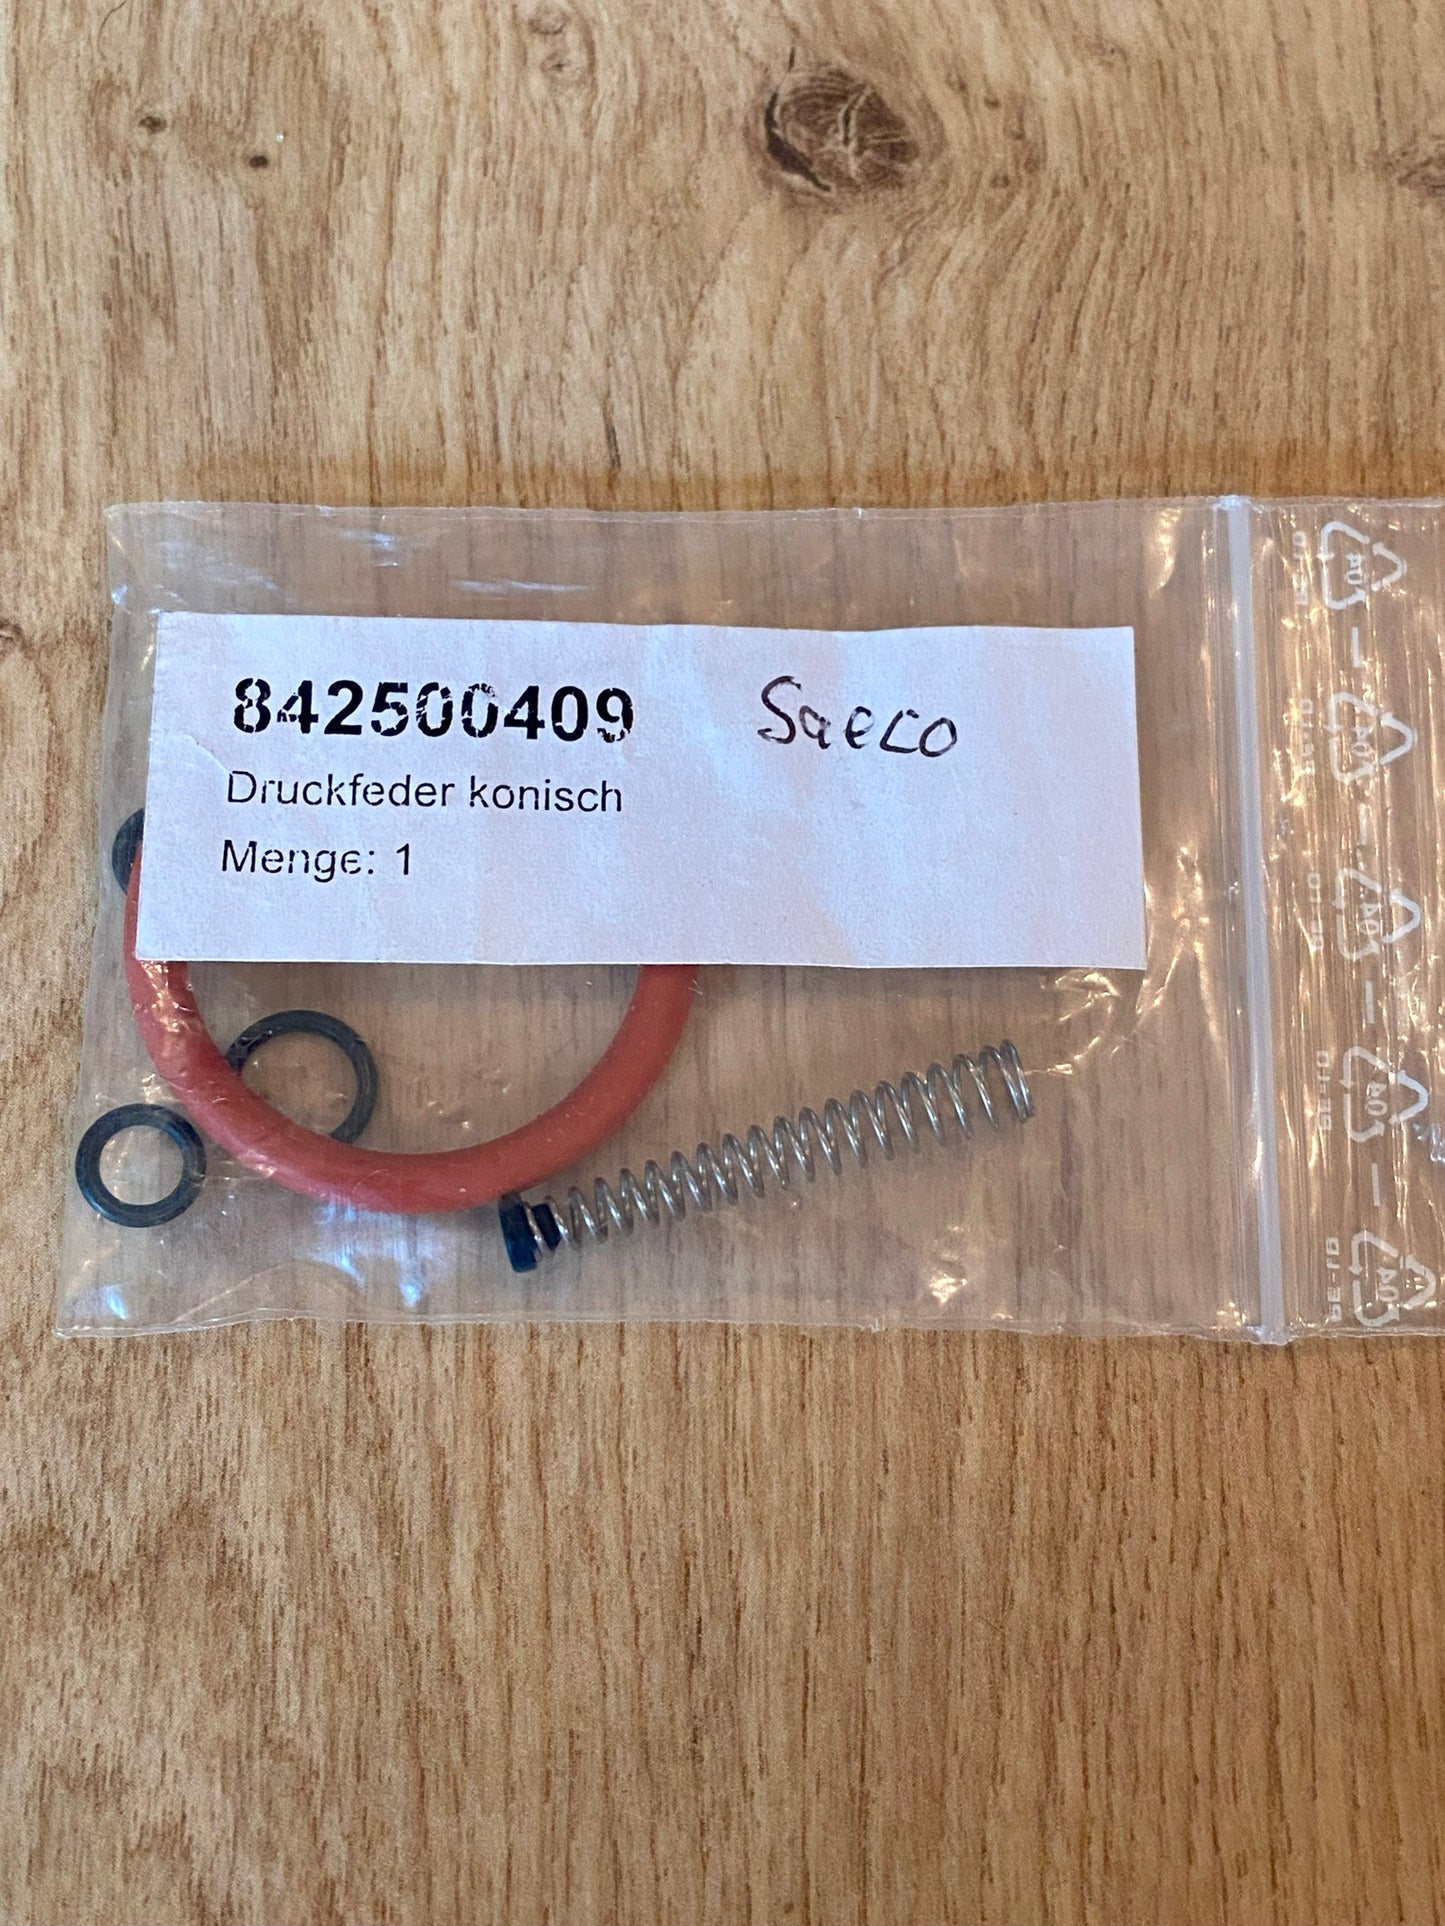 842500409 Saeco
Druckfeder konisch
Menge: 1